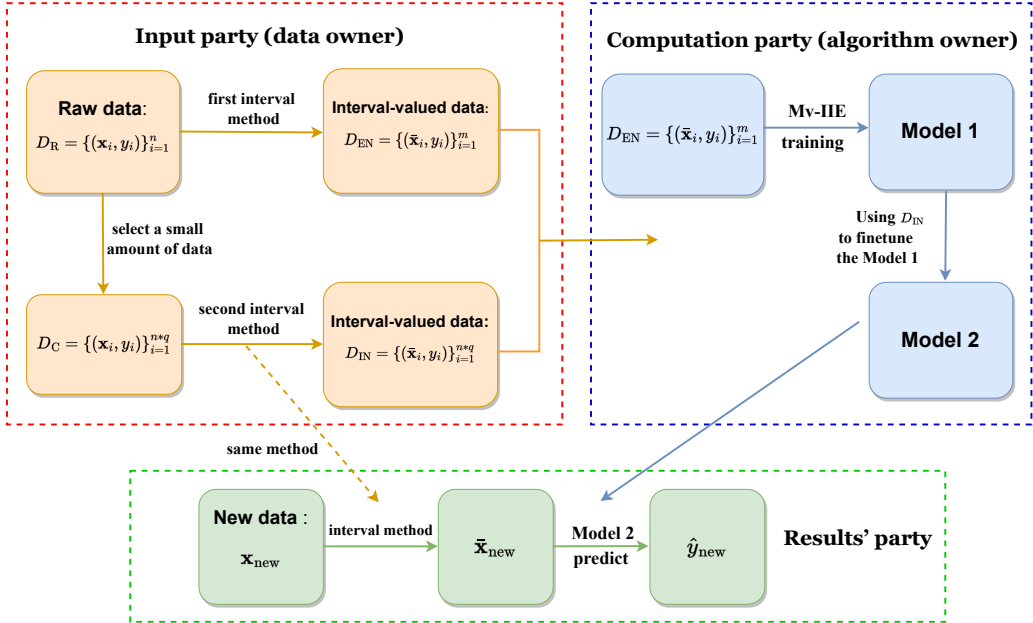 Input party (data owner)
Raw data:
D_R = {(𝐱_i, y_i)}_{i=1}^{n}
first interval
method
Interval-valued data:
D_EN = {(𝐱̄_i, y_i)}_{i=1}^{m}
select a small
amount of data
D_C = {(𝐱_i, y_i)}_{i=1}^{n*q}
second interval
method
Interval-valued data:
D_IN = {(𝐱̄_i, y_i)}_{i=1}^{n*q}
Computation party (algorithm owner)
D_EN = {(𝐱̄_i, y_i)}_{i=1}^{m}
Mv-IIE
training
Model 1
Using D_IN
to finetune
the Model 1
Model 2
same method
New data :
𝐱_new
interval method
𝐱̄_new
Model 2
predict
ŷ_new
Results' party